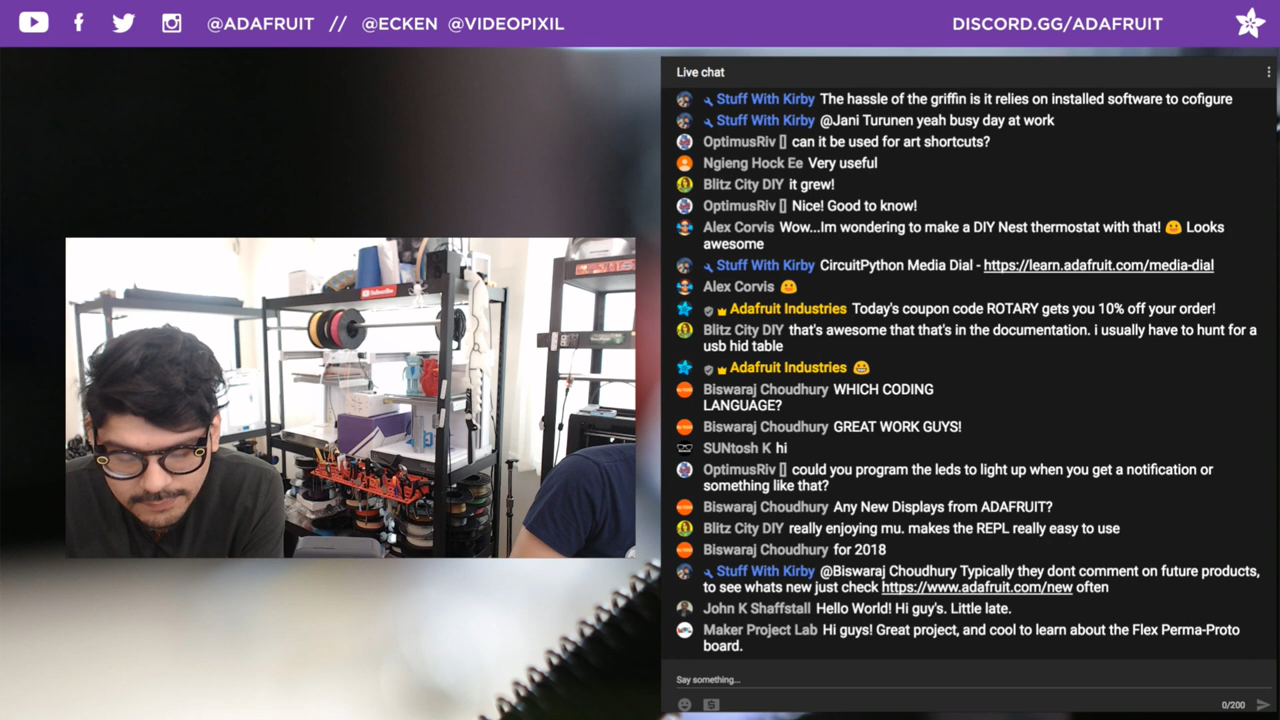 @ADAFRUIT // @ECKEN @VIDEOPIXIL
DISCORD.GG/ADAFRUIT
Subscribe
Live chat
Stuff With Kirby The hassle of the griffin is it relies on installed software to cofigure
Stuff With Kirby @Jani Turunen yeah busy day at work
OptimusRiv [] can it be used for art shortcuts?
Ngieng Hock Ee Very useful
Blitz City DIY it grew!
OptimusRiv [] Nice! Good to know!
Alex Corvis Wow...Im wondering to make a DIY Nest thermostat with that! Looks
awesome
Stuff With Kirby CircuitPython Media Dial - https://learn.adafruit.com/media-dial
Alex Corvis
Adafruit Industries Today's coupon code ROTARY gets you 10% off your order!
Blitz City DIY that's awesome that that's in the documentation. i usually have to hunt for a
usb hid table
Adafruit Industries
Biswaraj Choudhury WHICH CODING
LANGUAGE?
Biswaraj Choudhury GREAT WORK GUYS!
SUNtosh K hi
OptimusRiv [] could you program the leds to light up when you get a notification or
something like that?
Biswaraj Choudhury Any New Displays from ADAFRUIT?
Blitz City DIY really enjoying mu. makes the REPL really easy to use
Biswaraj Choudhury for 2018
Stuff With Kirby @Biswaraj Choudhury Typically they dont comment on future products,
to see whats new just check https://www.adafruit.com/new often
John K Shaffstall Hello World! Hi guy's. Little late.
Maker Project Lab Hi guys! Great project, and cool to learn about the Flex Perma-Proto
board.
Say something...
0/200